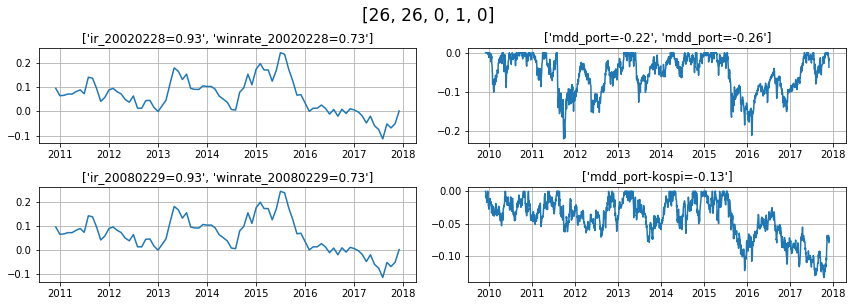 [26, 26, 0, 1, 0]
['ir_20020228=0.93', 'winrate_20020228=0.73']
0.2
0.1
0.0
−0.1
2011 2012 2013 2014 2015 2016 2017 2018
['mdd_port=-0.22', 'mdd_port=-0.26']
0.0
−0.1
−0.2
2010 2011 2012 2013 2014 2015 2016 2017 2018
['ir_20080229=0.93', 'winrate_20080229=0.73']
0.2
0.1
0.0
−0.1
2011 2012 2013 2014 2015 2016 2017 2018
['mdd_port-kospi=-0.13']
0.00
−0.05
−0.10
2010 2011 2012 2013 2014 2015 2016 2017 2018